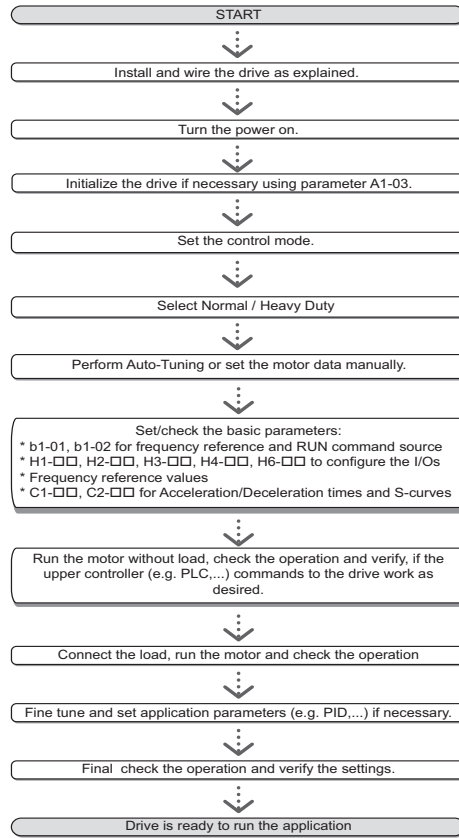 START
Install and wire the drive as explained.
Turn the power on.
Initialize the drive if necessary using parameter A1-03.
Set the control mode.
Select Normal / Heavy Duty
Perform Auto-Tuning or set the motor data manually.
Set/check the basic parameters:
* b1-01, b1-02 for frequency reference and RUN command source
* H1-□□, H2-□□, H3-□□, H4-□□, H6-□□ to configure the I/Os
* Frequency reference values
* C1-□□, C2-□□ for Acceleration/Deceleration times and S-curves
Run the motor without load, check the operation and verify, if the
upper controller (e.g. PLC,...) commands to the drive work as
desired.
Connect the load, run the motor and check the operation
Fine tune and set application parameters (e.g. PID,...) if necessary.
Final check the operation and verify the settings.
Drive is ready to run the application